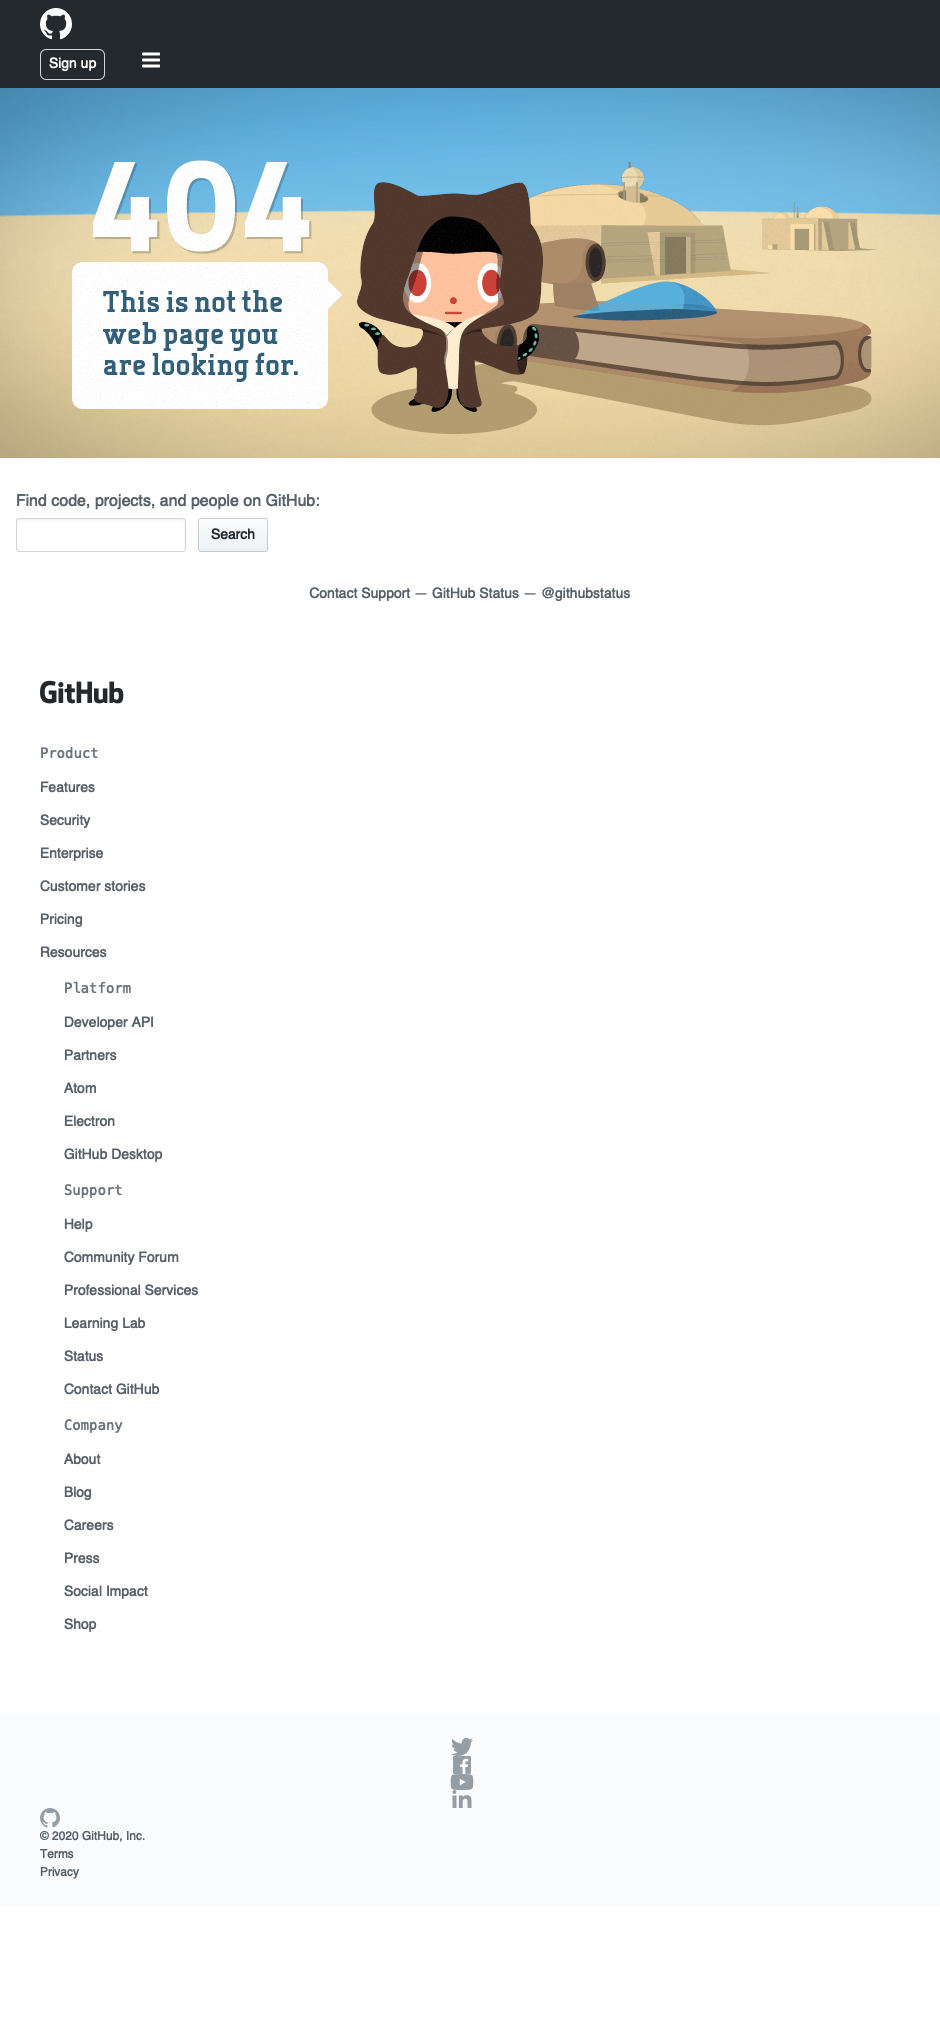 Sign up
404
This is not the
web page you
are looking for.
Find code, projects, and people on GitHub:
Search
Contact Support — GitHub Status — @githubstatus
GitHub
Product
Features
Security
Enterprise
Customer stories
Pricing
Resources
Platform
Developer API
Partners
Atom
Electron
GitHub Desktop
Support
Help
Community Forum
Professional Services
Learning Lab
Status
Contact GitHub
Company
About
Blog
Careers
Press
Social Impact
Shop
© 2020 GitHub, Inc.
Terms
Privacy